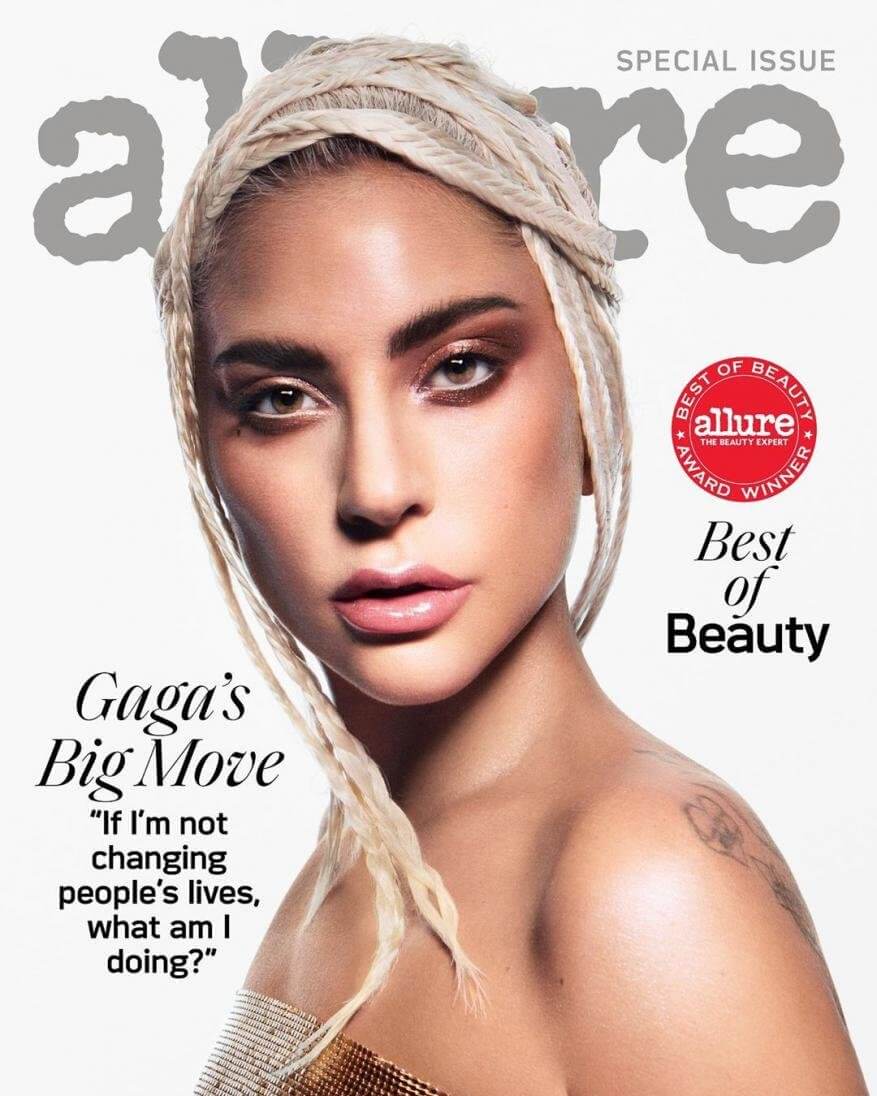 allure
SPECIAL ISSUE
BEST OF BEAUTY
allure
THE BEAUTY EXPERT
AWARD WINNER
Best
of
Beauty
Gaga's
Big Move
“If I'm not
changing
people's lives,
what am I
doing?”